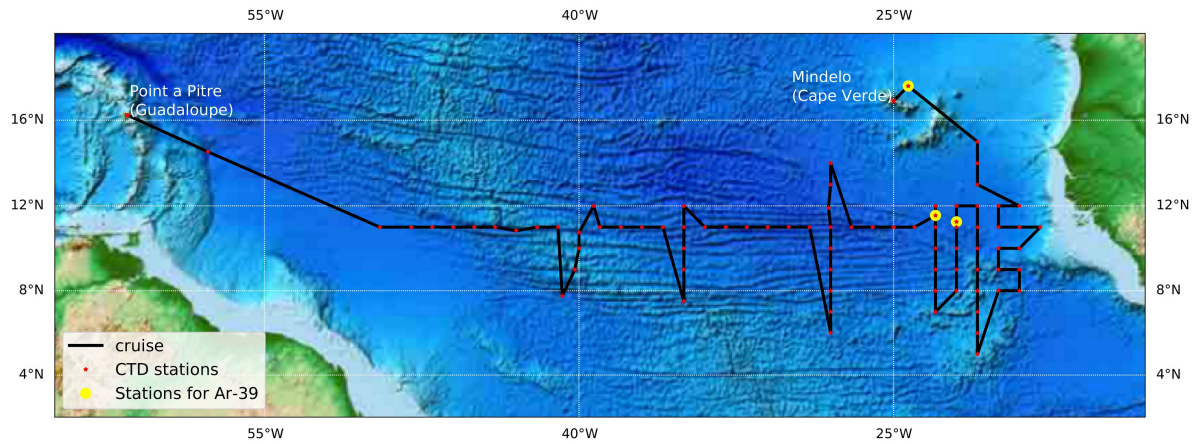 55°W 40°W 25°W
Point a Pitre
(Guadaloupe)
Mindelo
(Cape Verde)
16°N 16°N
12°N 12°N
8°N 8°N
4°N 4°N
cruise
CTD stations
Stations for Ar-39
55°W 40°W 25°W